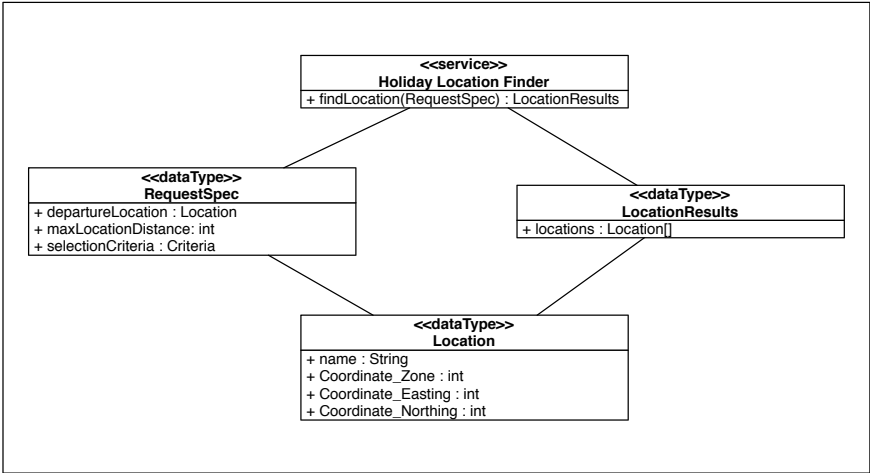 <<service>>
Holiday Location Finder
+ findLocation(RequestSpec) : LocationResults
<<dataType>>
RequestSpec
+ departureLocation : Location
+ maxLocationDistance: int
+ selectionCriteria : Criteria
<<dataType>>
LocationResults
+ locations : Location[]
<<dataType>>
Location
+ name : String
+ Coordinate_Zone : int
+ Coordinate_Easting : int
+ Coordinate_Northing : int